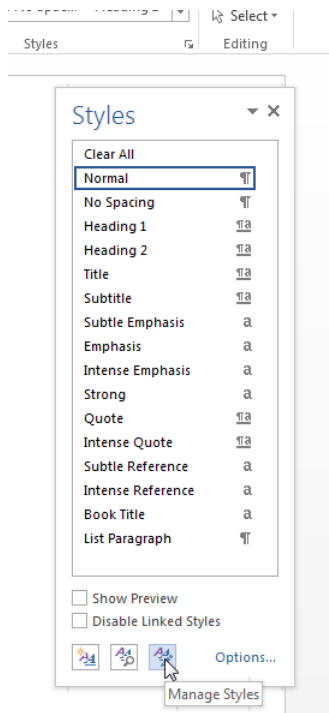 Select
Styles
Editing
Styles
Clear All
Normal ¶
No Spacing ¶
Heading 1 ¶a
Heading 2 ¶a
Title ¶a
Subtitle ¶a
Subtle Emphasis a
Emphasis a
Intense Emphasis a
Strong a
Quote ¶a
Intense Quote ¶a
Subtle Reference a
Intense Reference a
Book Title a
List Paragraph ¶
Show Preview
Disable Linked Styles
Options...
Manage Styles